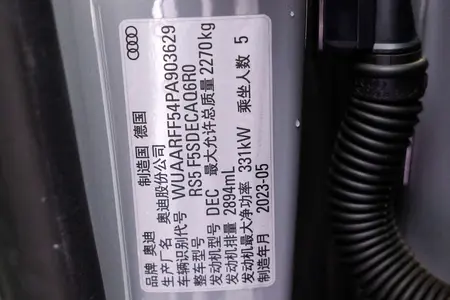 品牌 奥迪 制造国 德国
生产厂名 奥迪股份公司
车辆识别代号 WUAARFF54PA903629
整车型号 RS5 F5SDECAQ6R0
发动机型号 DEC 最大允许总质量 2270kg
发动机排量 2894mL
发动机最大净功率 331kW 乘坐人数 5
制造年月 2023-05